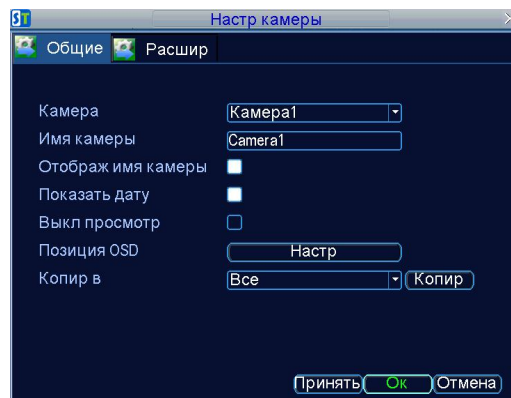 ST Настр камеры
Общие Расшир
Камера Камера1
Имя камеры Camera1
Отображ имя камеры
Показать дату
Выкл просмотр
Позиция OSD Настр
Копир в Все Копир
Принять Ок Отмена